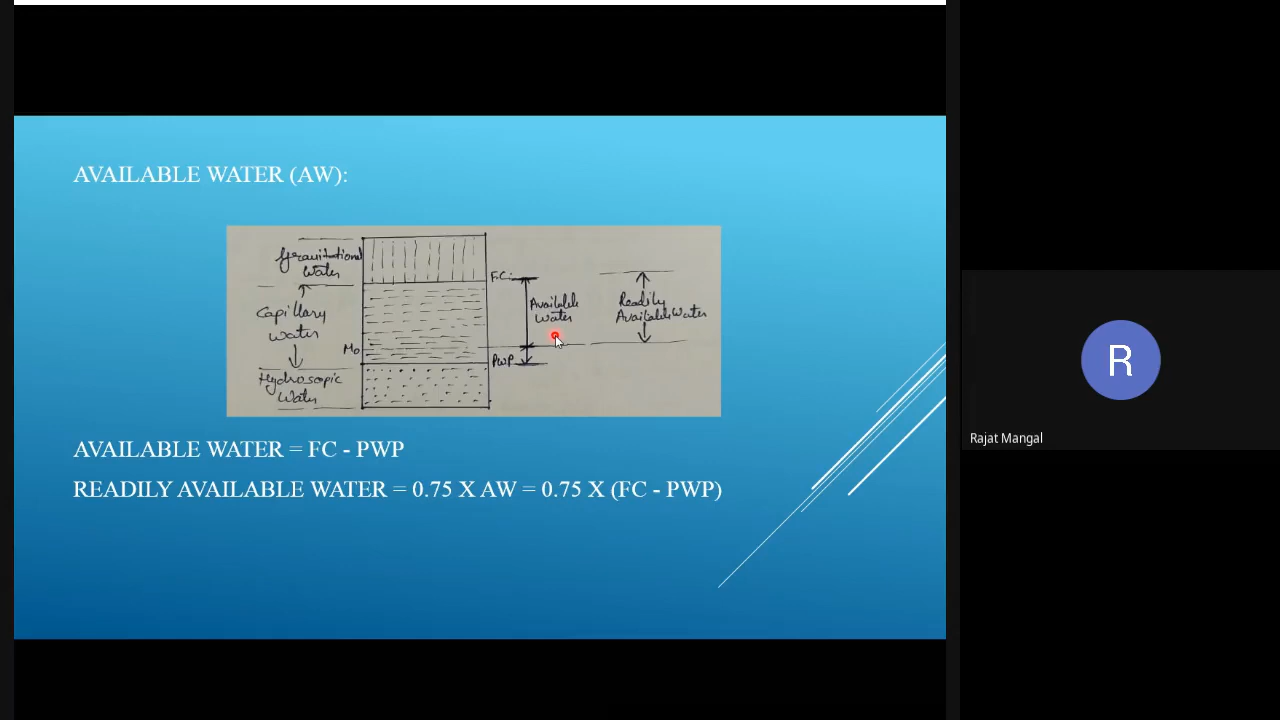 AVAILABLE WATER (AW):
Gravitational
Water
Capillary
water
Mo
Hydrosopic
Water
F.C.
Available
Water
PWP
Readily
Available Water
AVAILABLE WATER = FC - PWP
READILY AVAILABLE WATER = 0.75 X AW = 0.75 X (FC - PWP)
R
Rajat Mangal